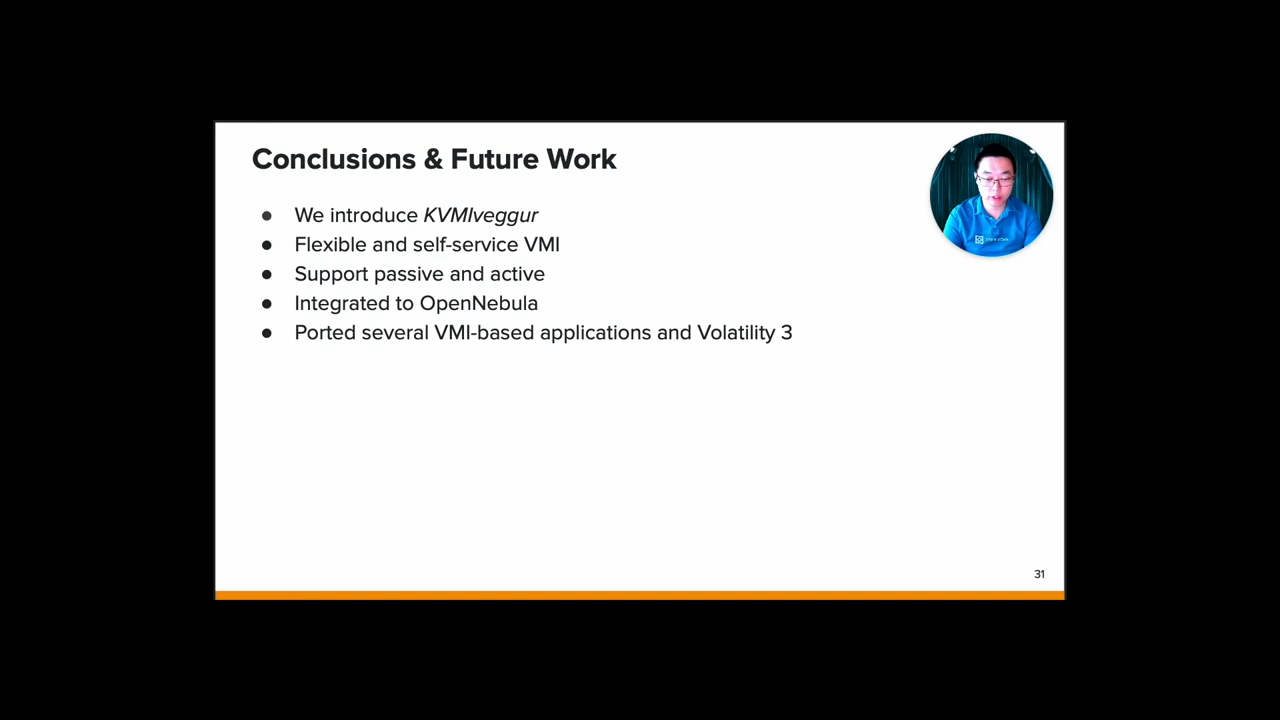 Conclusions & Future Work
● We introduce KVMIveggur
● Flexible and self-service VMI
● Support passive and active
● Integrated to OpenNebula
● Ported several VMI-based applications and Volatility 3
31